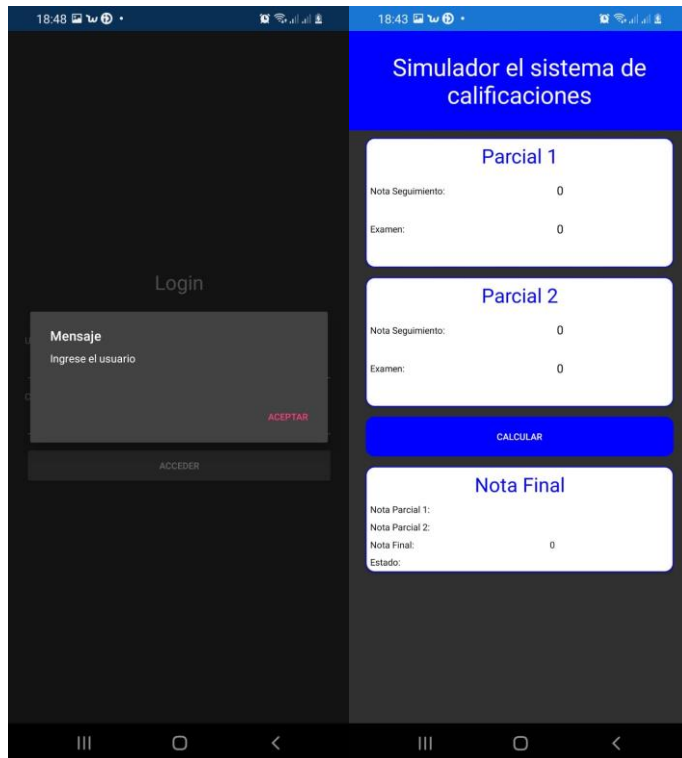 18:48
Login
Mensaje
Ingrese el usuario
ACEPTAR
ACCEDER
18:43
Simulador el sistema de
calificaciones
Parcial 1
Nota Seguimiento: 0
Examen: 0
Parcial 2
Nota Seguimiento: 0
Examen: 0
CALCULAR
Nota Final
Nota Parcial 1:
Nota Parcial 2:
Nota Final: 0
Estado: